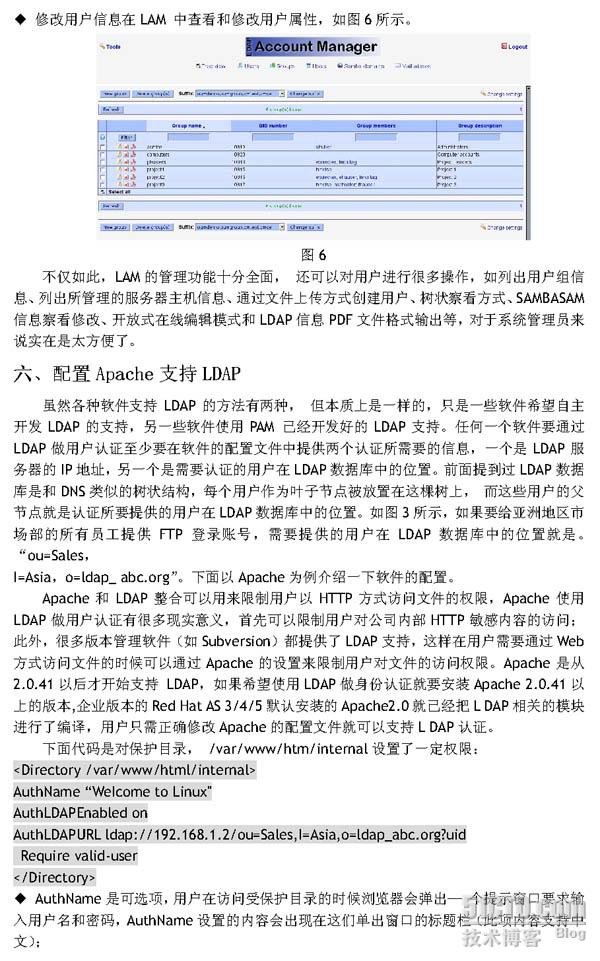 ◆ 修改用户信息在 LAM 中查看和修改用户属性，如图 6 所示。
Tools
LDAP Account Manager
Logout
Tree view Users Groups Hosts Samba domains Mail aliases
New group Delete group(s) Suffix: Change suffix Change settings
Refresh
Group name GID number Group members Group description
Filter
Administrators
computers Computer accounts
project1 Project 1
project2 Project 2
Select all
Refresh
New group Delete group(s) Suffix: Change suffix Change settings
图 6
不仅如此，LAM 的管理功能十分全面， 还可以对用户进行很多操作，如列出用户组信
息、列出所管理的服务器主机信息、通过文件上传方式创建用户、树状察看方式、SAMBASAM
信息察看修改、开放式在线编辑模式和 LDAP 信息 PDF 文件格式输出等，对于系统管理员来
说实在是太方便了。
六、配置 Apache 支持 LDAP
虽然各种软件支持 LDAP 的方法有两种， 但本质上是一样的，只是一些软件希望自主
开发 LDAP 的支持，另一些软件使用 PAM 已经开发好的 LDAP 支持。任何一个软件要通过
LDAP 做用户认证至少要在软件的配置文件中提供两个认证所需要的信息，一个是 LDAP 服
务器的 IP 地址，另一个是需要认证的用户在 LDAP 数据库中的位置。前面提到过 LDAP 数据
库是和 DNS 类似的树状结构，每个用户作为叶子节点被放置在这棵树上， 而这些用户的父
节点就是认证所要提供的用户在 LDAP 数据库中的位置。如图 3 所示，如果要给亚洲地区市
场部的所有员工提供 FTP 登录账号，需要提供的用户在 LDAP 数据库中的位置就是。
“ou=Sales，
l=Asia，o=ldap_ abc.org”。下面以 Apache 为例介绍一下软件的配置。
Apache 和 LDAP 整合可以用来限制用户以 HTTP 方式访问文件的权限，Apache 使用
LDAP 做用户认证有很多现实意义，首先可以限制用户对公司内部 HTTP 敏感内容的访问；
此外，很多版本管理软件（如 Subversion）都提供了 LDAP 支持，这样在用户需要通过 Web
方式访问文件的时候可以通过 Apache 的设置来限制用户对文件的访问权限。Apache 是从
2.0.41 以后才开始支持 LDAP，如果希望使用 LDAP 做身份认证就要安装 Apache 2.0.41 以
上的版本,企业版本的 Red Hat AS 3/4/5 默认安装的 Apache2.0 就已经把 L DAP 相关的模块
进行了编译，用户只需正确修改 Apache 的配置文件就可以支持 L DAP 认证。
下面代码是对保护目录， /var/www/htm/internal 设置了一定权限：
<Directory /var/www/html/internal>
AuthName “Welcome to Linux"
AuthLDAPEnabled on
AuthLDAPURL ldap://192.168.1.2/ou=Sales,l=Asia,o=ldap_abc.org?uid
Require valid-user
</Directory>
◆ AuthName 是可选项，用户在访问受保护目录的时候浏览器会弹出一 个提示窗口要求输
入用户名和密码，AuthName 设置的内容会出现在这们单出窗口的标题栏（此项内容支持中
文）；
51CTO.com
技术博客 Blog